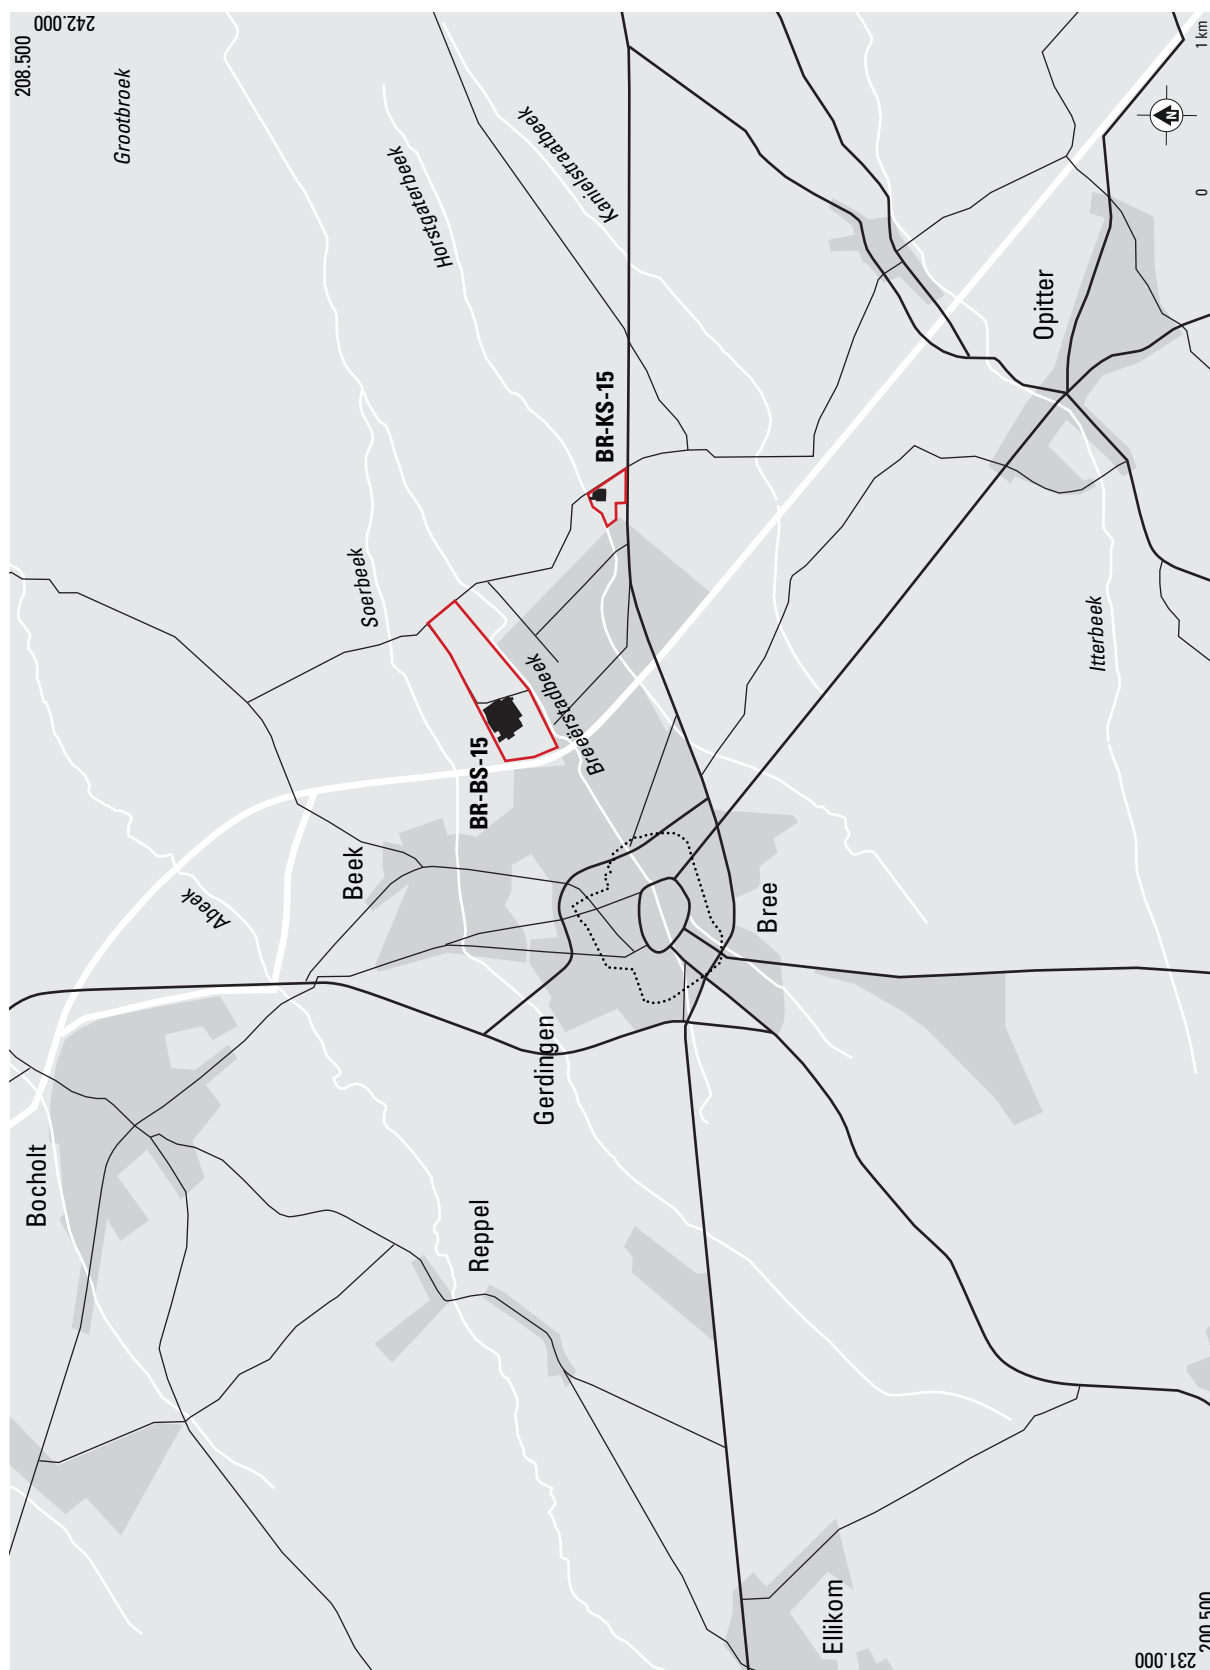 208.500
242.000
Grootbroek
Horstgaterbeek
Kanielstraatbeek
1 km
N
0
Soerbeek
BR-KS-15
Opitter
BR-BS-15
Breeërstadbeek
Itterbeek
Abeek
Beek
Bree
Gerdingen
Bocholt
Reppel
Ellikom
231.000
200.500